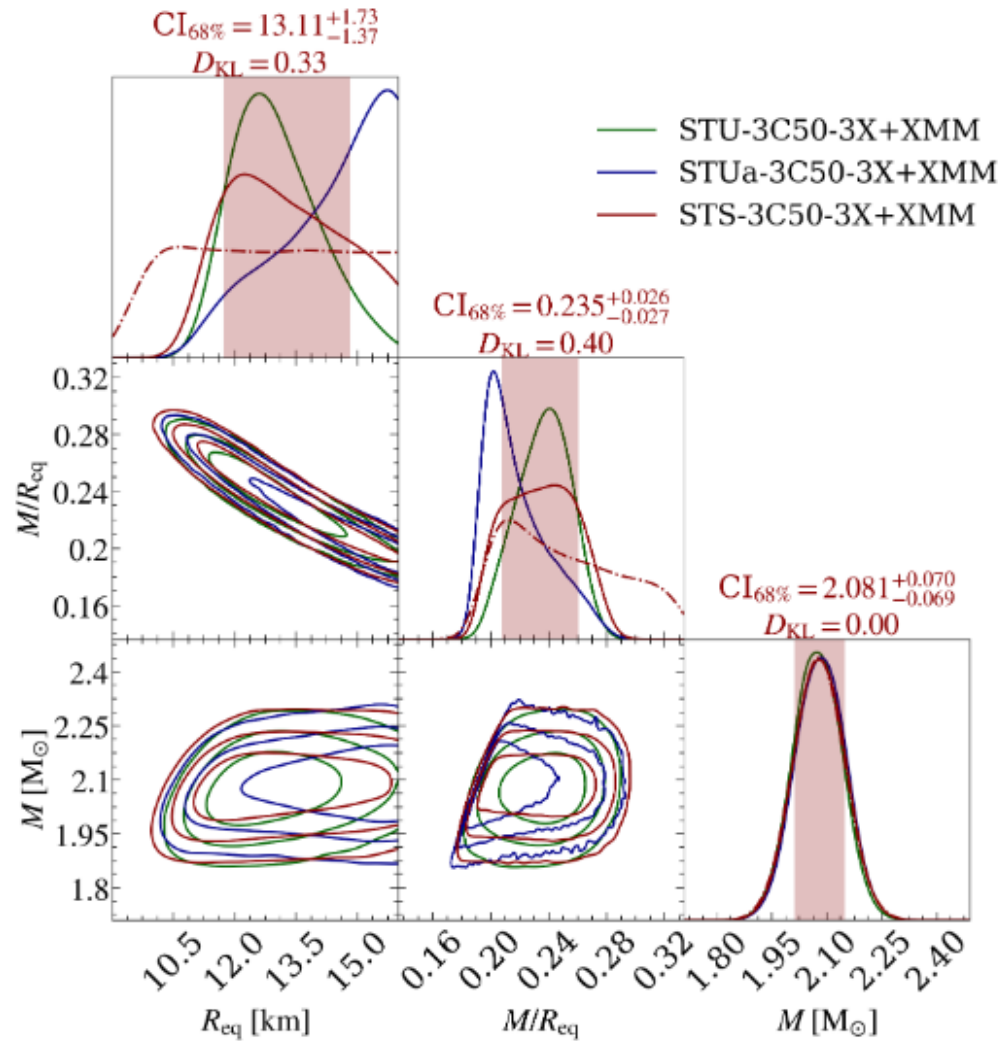 CI68% = 13.11 +1.73 −1.37
DKL = 0.33
STU-3C50-3X+XMM
STUa-3C50-3X+XMM
STS-3C50-3X+XMM
CI68% = 0.235 +0.026 −0.027
DKL = 0.40
0.32
0.28
0.24
0.2
0.16
M/Req
CI68% = 2.081 +0.070 −0.069
DKL = 0.00
2.4
2.25
2.1
1.95
1.8
M [M⊙]
10.5 12.0 13.5 15.0
0.16 0.20 0.24 0.28 0.32
1.80 1.95 2.10 2.25 2.40
Req [km]
M/Req
M [M⊙]